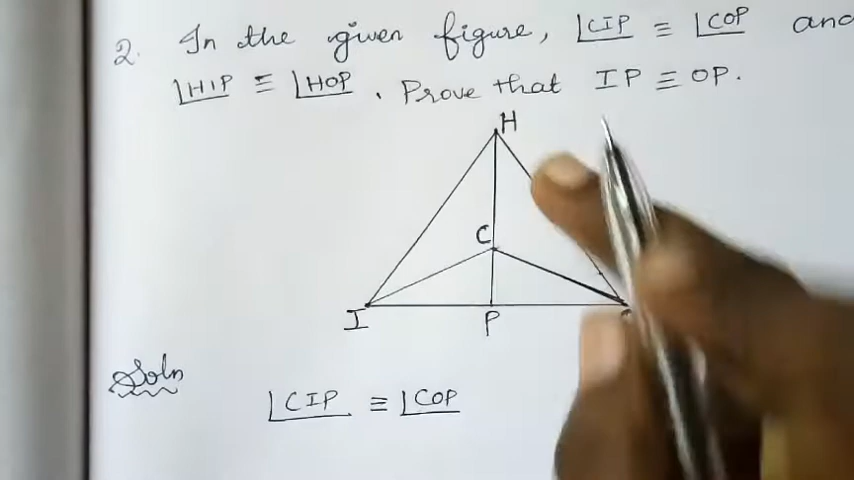 2. In the given figure, ∠CIP ≡ ∠COP and
∠HIP ≡ ∠HOP. Prove that IP ≡ OP.
H
C
I
P
Soln
∠CIP ≡ ∠COP